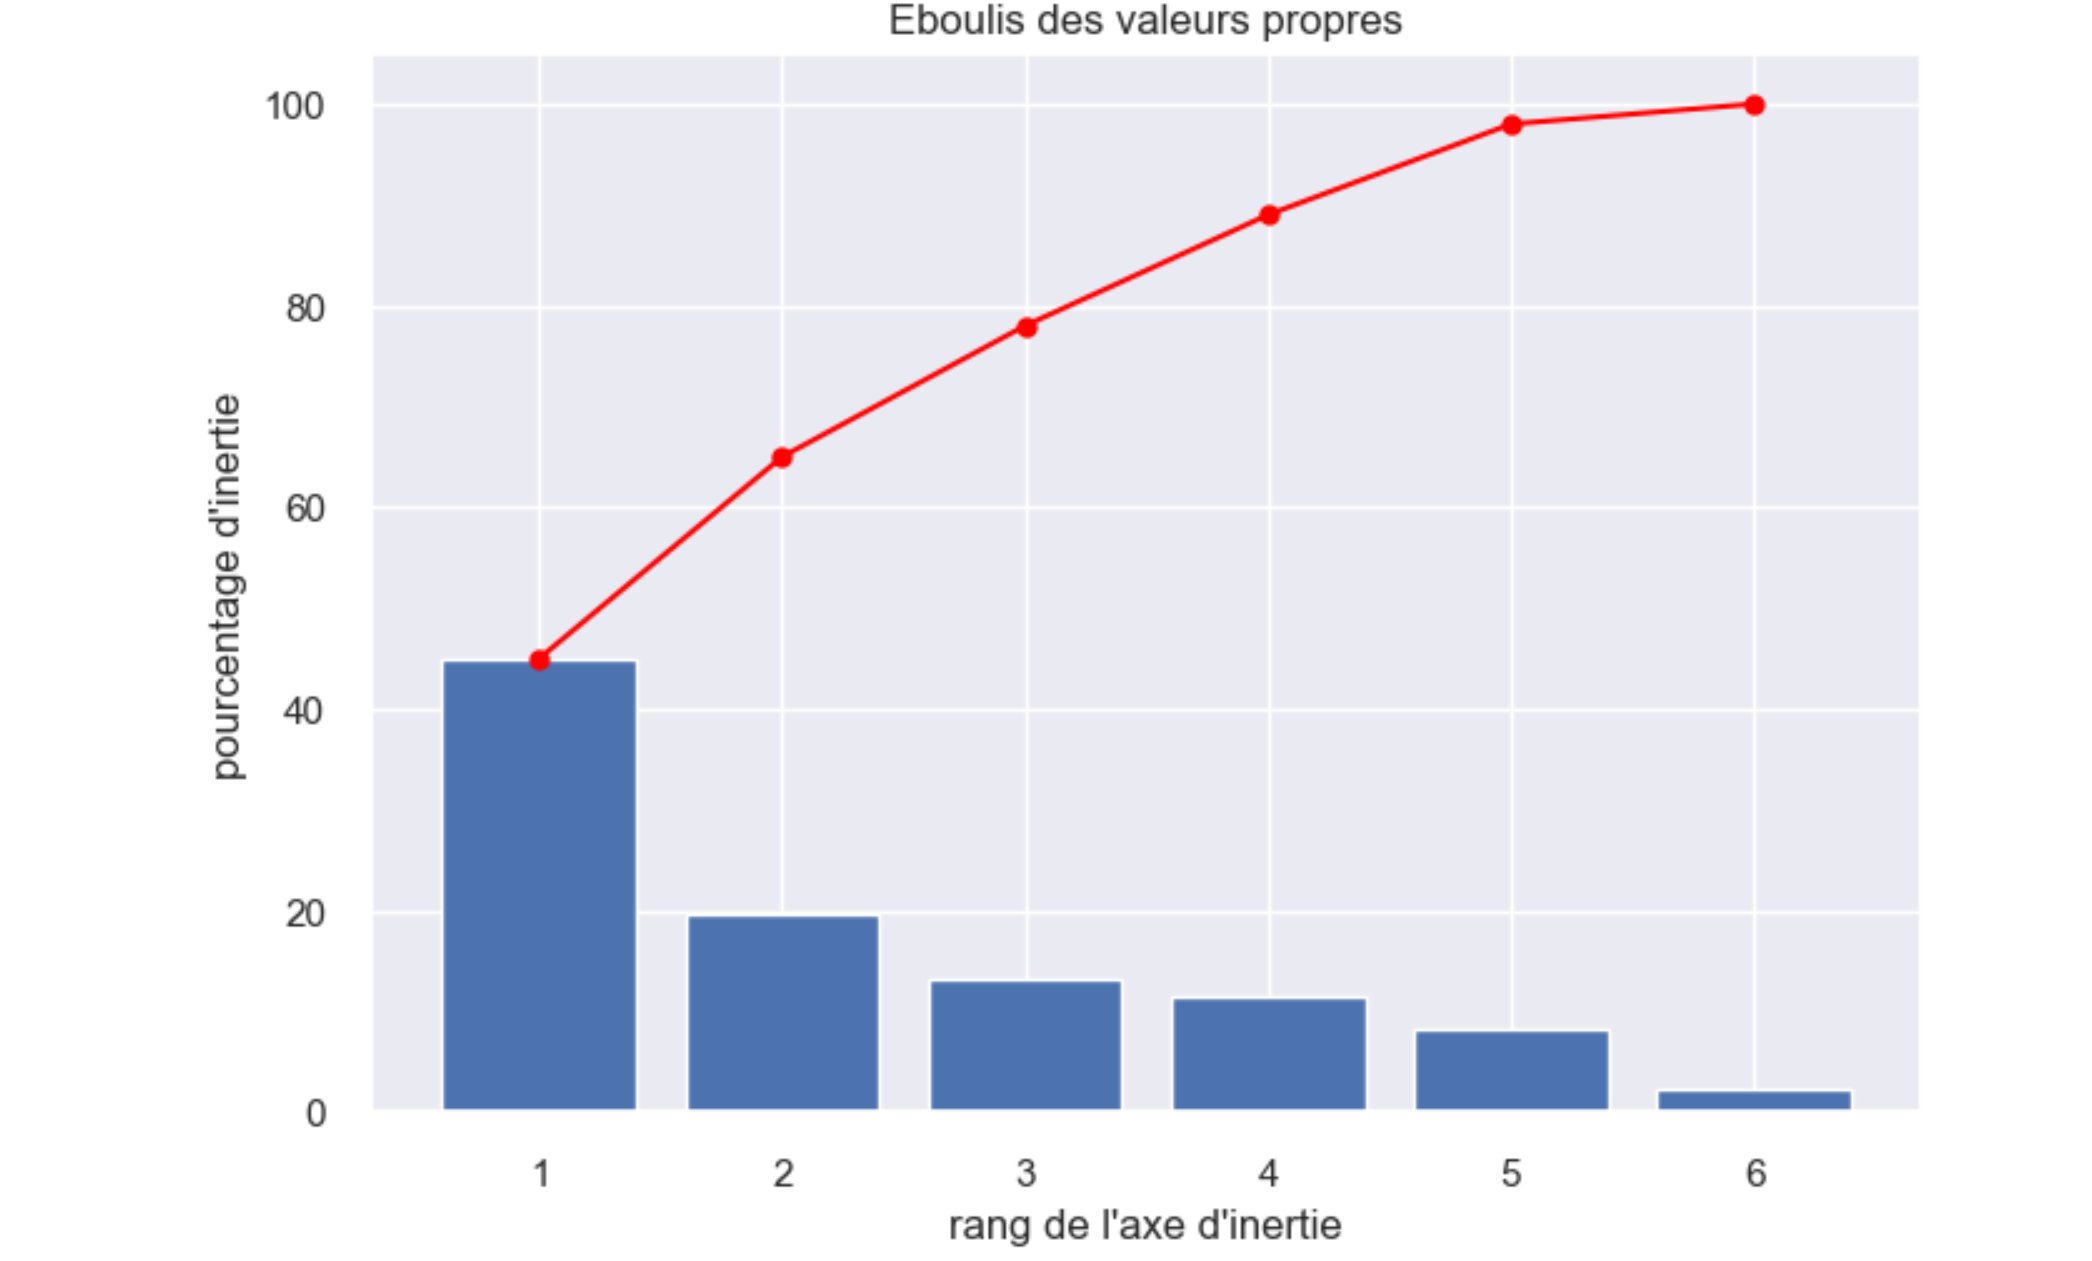 Eboulis des valeurs propres
100
80
60
40
20
0
pourcentage d'inertie
1 2 3 4 5 6
rang de l'axe d'inertie